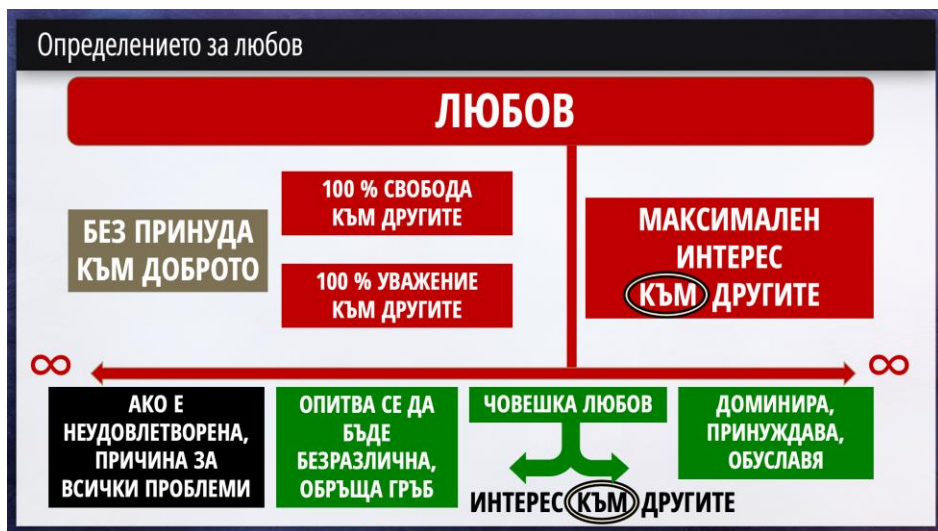 Определението за любов
ЛЮБОВ
БЕЗ ПРИНУДА
КЪМ ДОБРОТО
100 % СВОБОДА
КЪМ ДРУГИТЕ
100 % УВАЖЕНИЕ
КЪМ ДРУГИТЕ
МАКСИМАЛЕН
ИНТЕРЕС
КЪМ ДРУГИТЕ
∞ ∞
АКО Е
НЕУДОВЛЕТВОРЕНА,
ПРИЧИНА ЗА
ВСИЧКИ ПРОБЛЕМИ
ОПИТВА СЕ ДА
БЪДЕ
БЕЗРАЗЛИЧНА,
ОБРЪЩА ГРЪБ
ЧОВЕШКА ЛЮБОВ
ИНТЕРЕС КЪМ ДРУГИТЕ
ДОМИНИРА,
ПРИНУЖДАВА,
ОБУСЛАВЯ